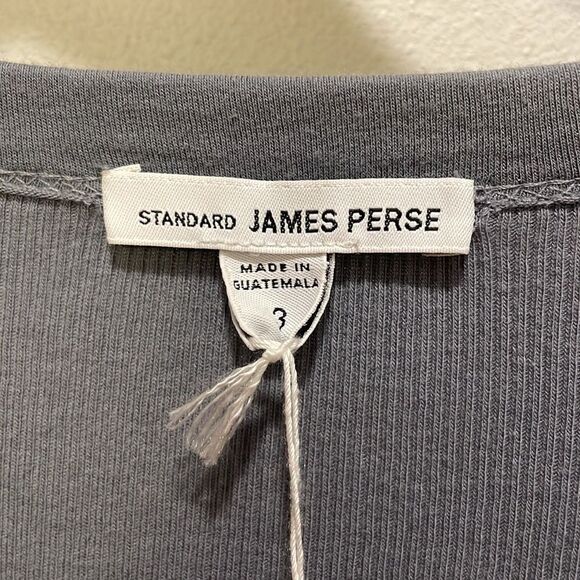 STANDARD JAMES PERSE
MADE IN
GUATEMALA
3